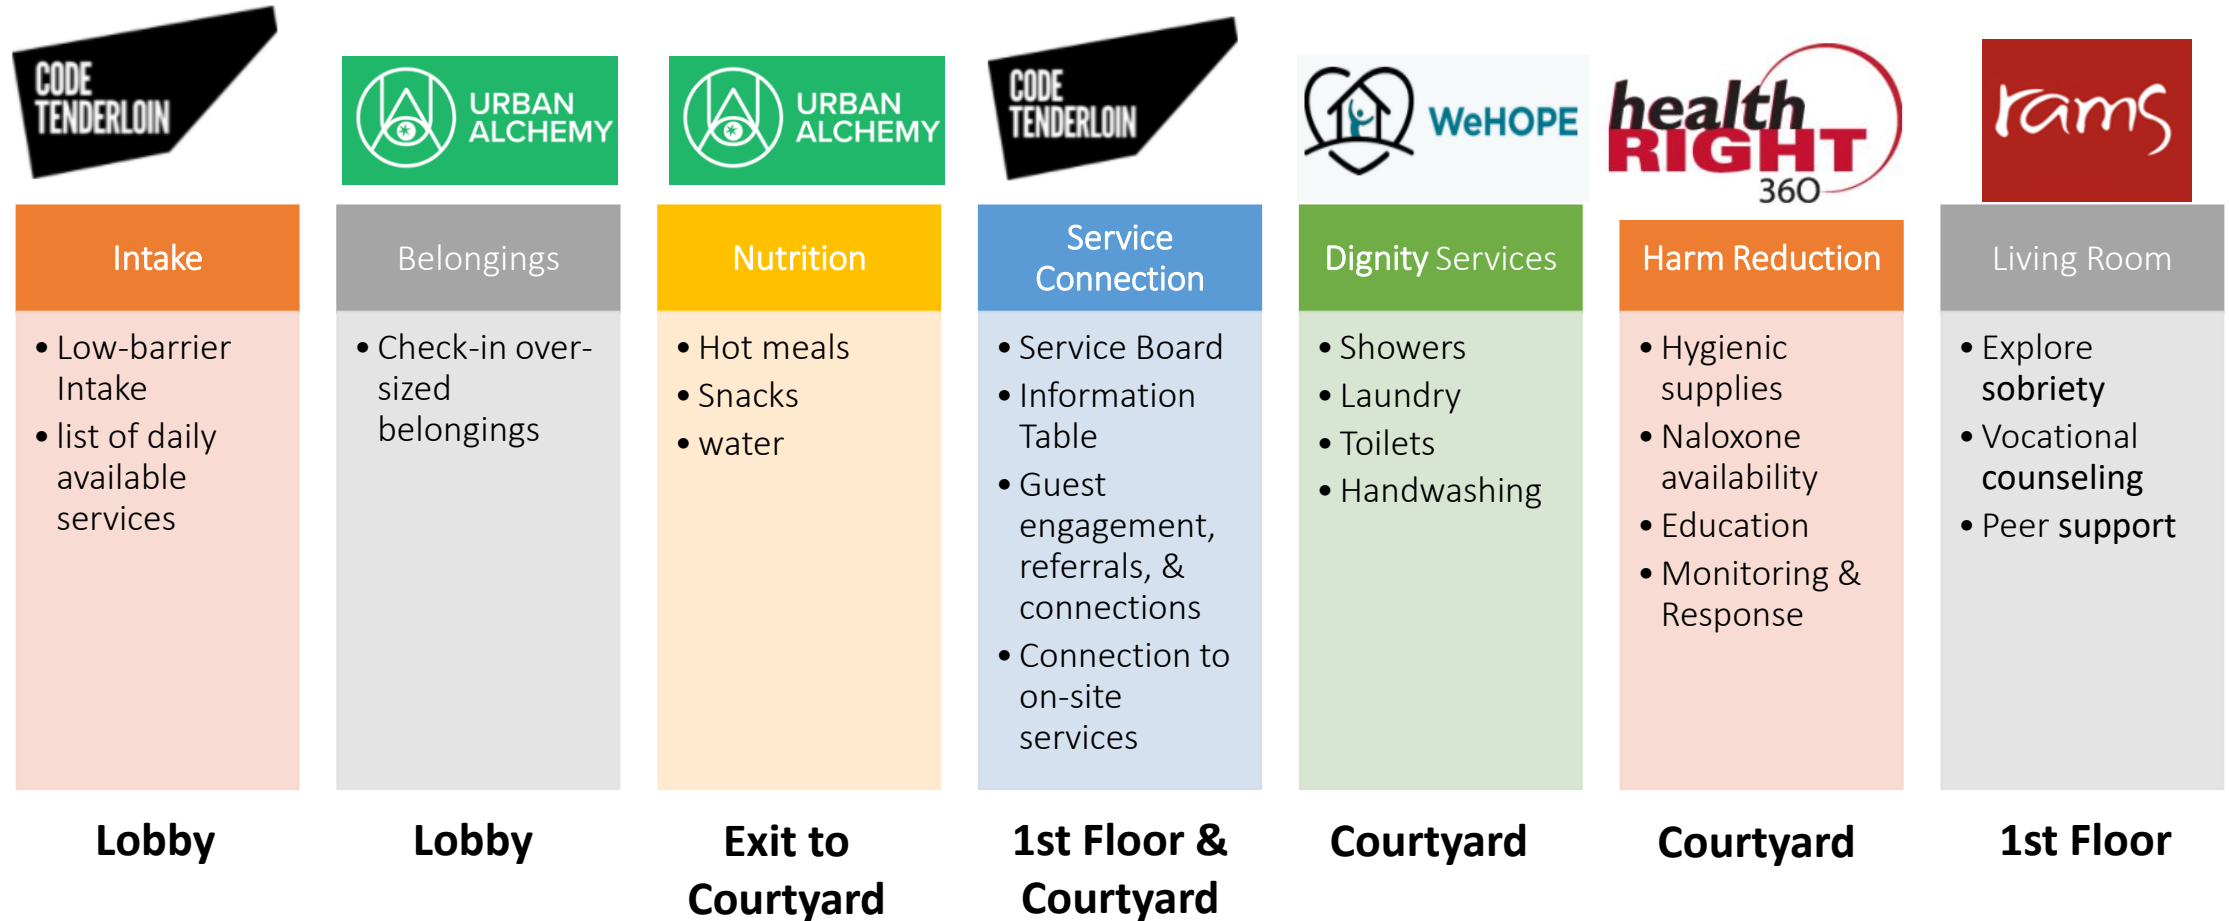 CODE
TENDERLOIN
URBAN
ALCHEMY
URBAN
ALCHEMY
CODE
TENDERLOIN
WeHOPE
health
RIGHT
360
rams
Intake
• Low-barrier
Intake
• list of daily
available
services
Lobby
Belongings
• Check-in over-
sized
belongings
Lobby
Nutrition
• Hot meals
• Snacks
• water
Exit to
Courtyard
Service
Connection
• Service Board
• Information
Table
• Guest
engagement,
referrals, &
connections
• Connection to
on-site
services
1st Floor &
Courtyard
Dignity Services
• Showers
• Laundry
• Toilets
• Handwashing
Courtyard
Harm Reduction
• Hygienic
supplies
• Naloxone
availability
• Education
• Monitoring &
Response
Courtyard
Living Room
• Explore
sobriety
• Vocational
counseling
• Peer support
1st Floor